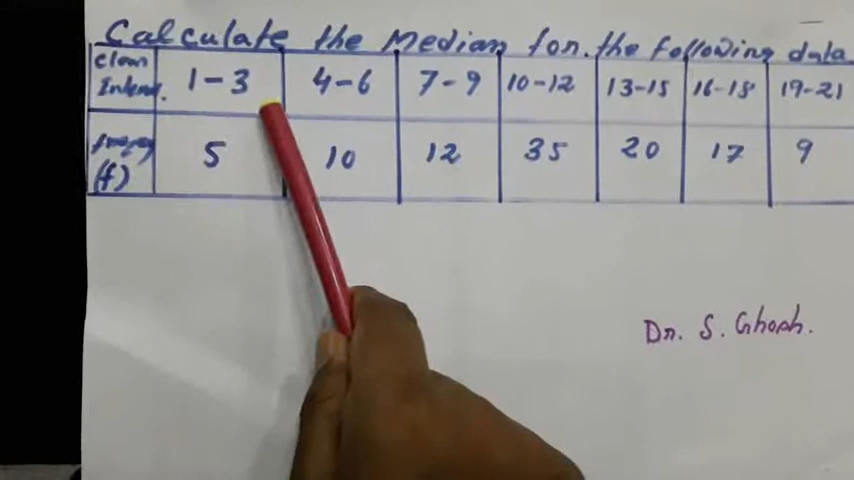 Calculate the Median for the following data
Class 1-3 4-6 7-9 10-12 13-15 16-18 19-21
(f) 5 10 12 35 20 17 9
Dr. S. Ghosh.